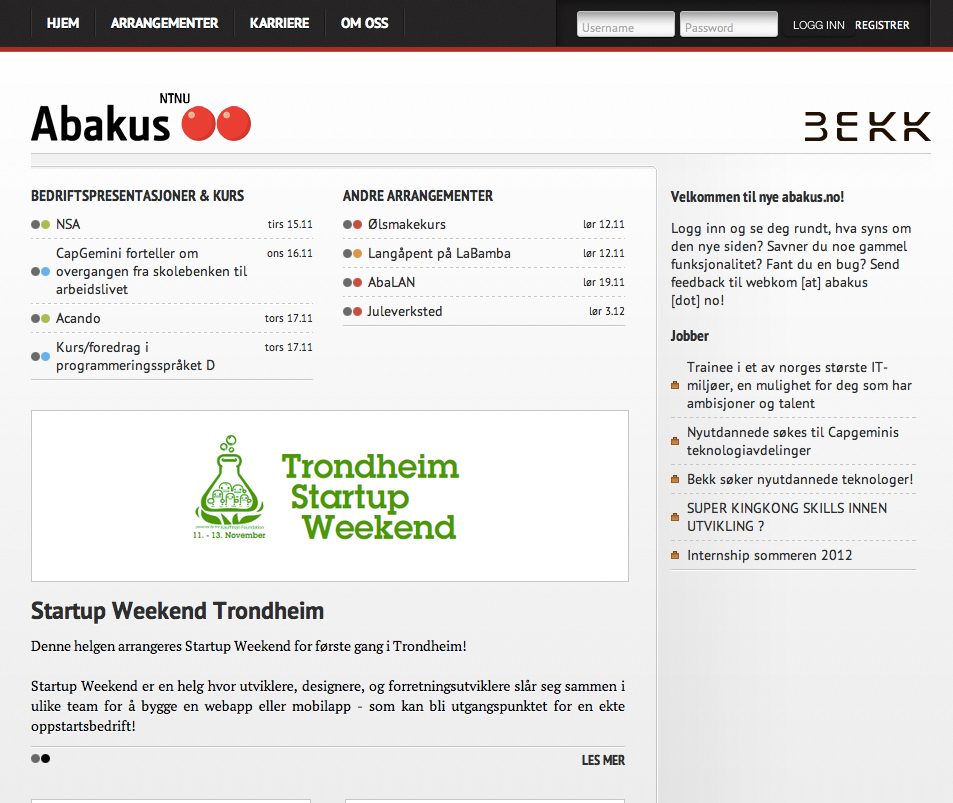 HJEM
ARRANGEMENTER
KARRIERE
OM OSS
Username
Password
LOGG INN
REGISTRER
NTNU
Abakus
BEKK
BEDRIFTSPRESENTASJONER & KURS
NSA
tirs 15.11
CapGemini forteller om
ons 16.11
overgangen fra skolebenken til
arbeidslivet
Acando
tors 17.11
Kurs/foredrag i
tors 17.11
programmeringsspråket D
ANDRE ARRANGEMENTER
Ølsmakekurs
lør 12.11
Langåpent på LaBamba
lør 12.11
AbaLAN
lør 19.11
Juleverksted
lør 3.12
powered by the Kauffman Foundation
11. - 13. November
Trondheim
Startup
Weekend
Startup Weekend Trondheim
Denne helgen arrangeres Startup Weekend for første gang i Trondheim!
Startup Weekend er en helg hvor utviklere, designere, og forretningsutviklere slår seg sammen i
ulike team for å bygge en webapp eller mobilapp - som kan bli utgangspunktet for en ekte
oppstartsbedrift!
LES MER
Velkommen til nye abakus.no!
Logg inn og se deg rundt, hva syns om
den nye siden? Savner du noe gammel
funksjonalitet? Fant du en bug? Send
feedback til webkom [at] abakus
[dot] no!
Jobber
Trainee i et av norges største IT-
miljøer, en mulighet for deg som har
ambisjoner og talent
Nyutdannede søkes til Capgeminis
teknologiavdelinger
Bekk søker nyutdannede teknologer!
SUPER KINGKONG SKILLS INNEN
UTVIKLING ?
Internship sommeren 2012